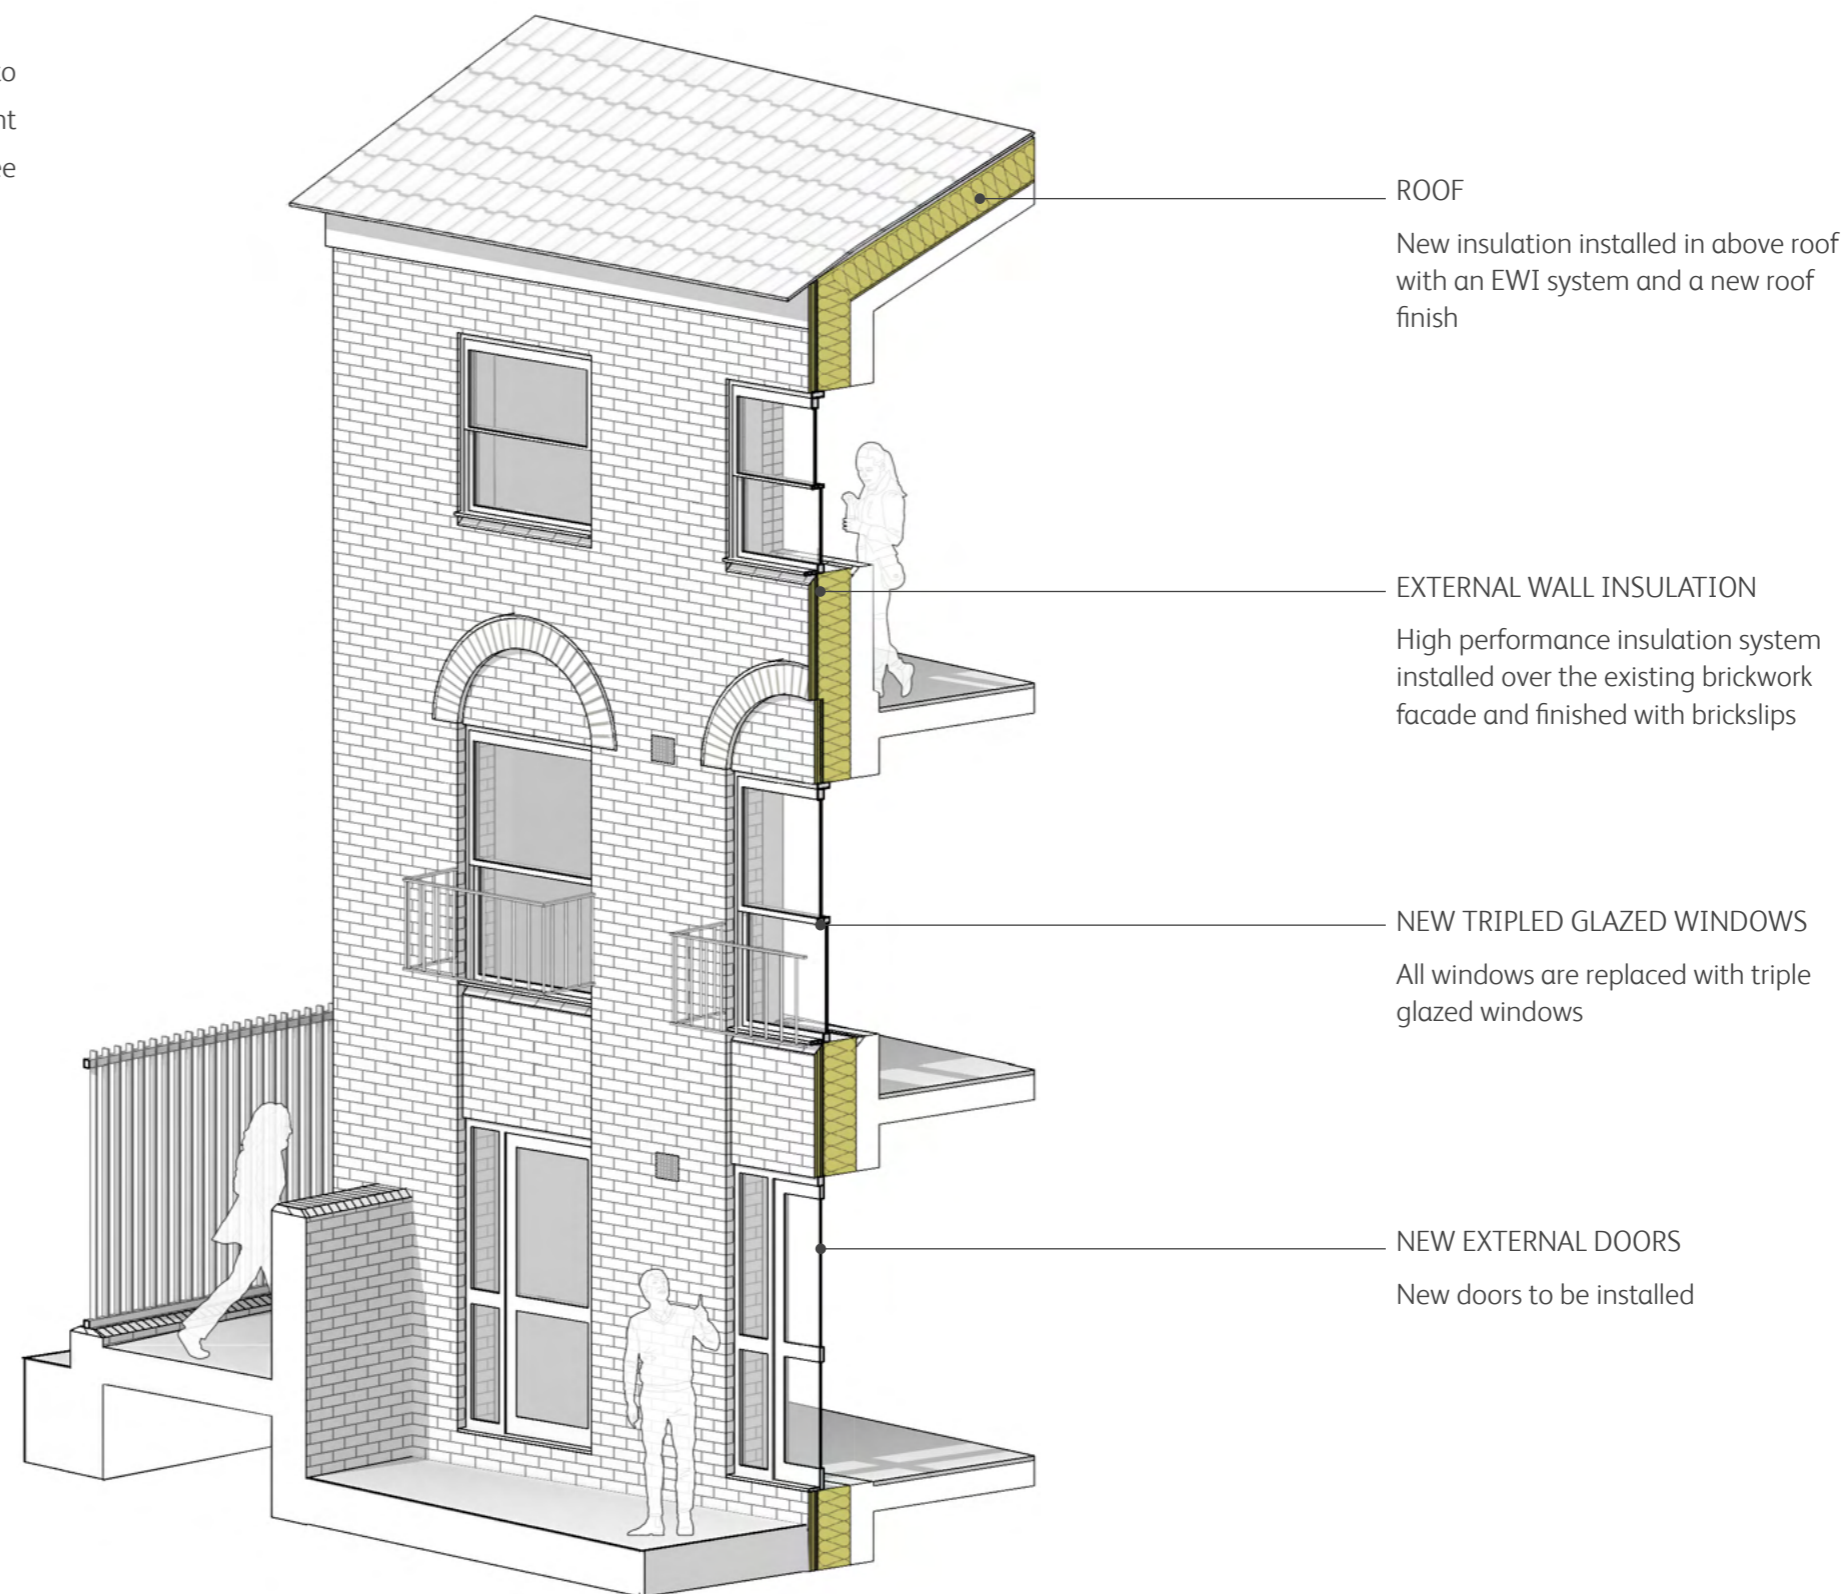 ROOF
New insulation installed in above roof
with an EWI system and a new roof
finish
EXTERNAL WALL INSULATION
High performance insulation system
installed over the existing brickwork
facade and finished with brickslips
NEW TRIPLED GLAZED WINDOWS
All windows are replaced with triple
glazed windows
NEW EXTERNAL DOORS
New doors to be installed